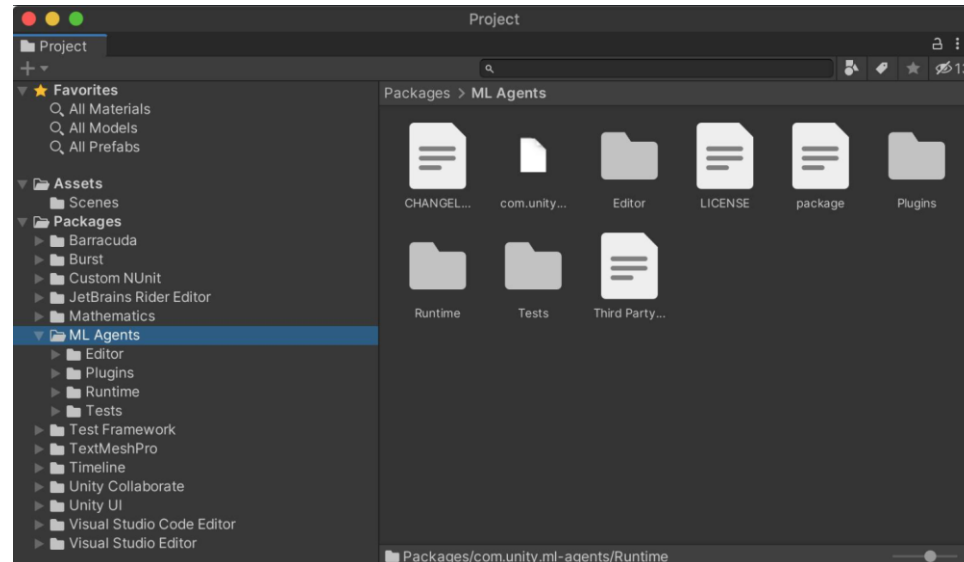 Project
Project
12
Favorites
All Materials
All Models
All Prefabs
Assets
Scenes
Packages
Barracuda
Burst
Custom NUnit
JetBrains Rider Editor
Mathematics
ML Agents
Editor
Plugins
Runtime
Tests
Test Framework
TextMeshPro
Timeline
Unity Collaborate
Unity UI
Visual Studio Code Editor
Visual Studio Editor
Packages > ML Agents
CHANGEL... com.unity... Editor LICENSE package Plugins
Runtime Tests Third Party...
Packages/com.unity.ml-agents/Runtime